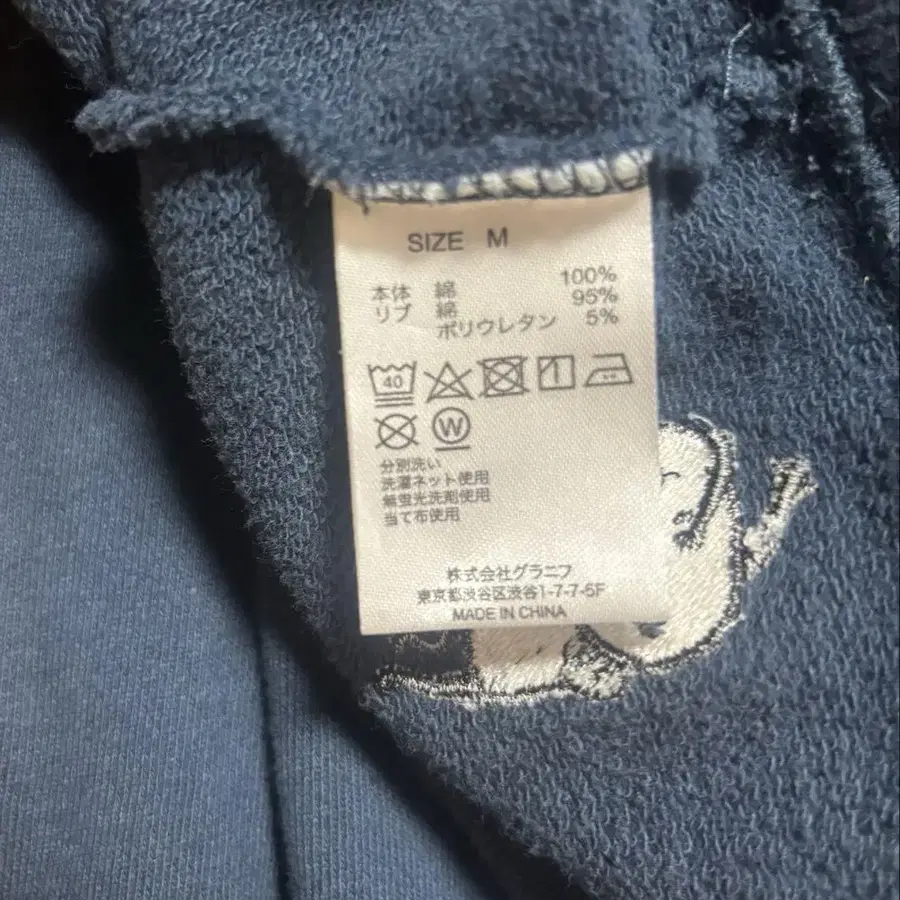 SIZE M
本体 綿 100%
リブ 綿 95%
ポリウレタン 5%
40
W
分別洗い
洗濯ネット使用
無蛍光洗剤使用
当て布使用
株式会社グラニフ
東京都渋谷区渋谷1-7-7-5F
MADE IN CHINA